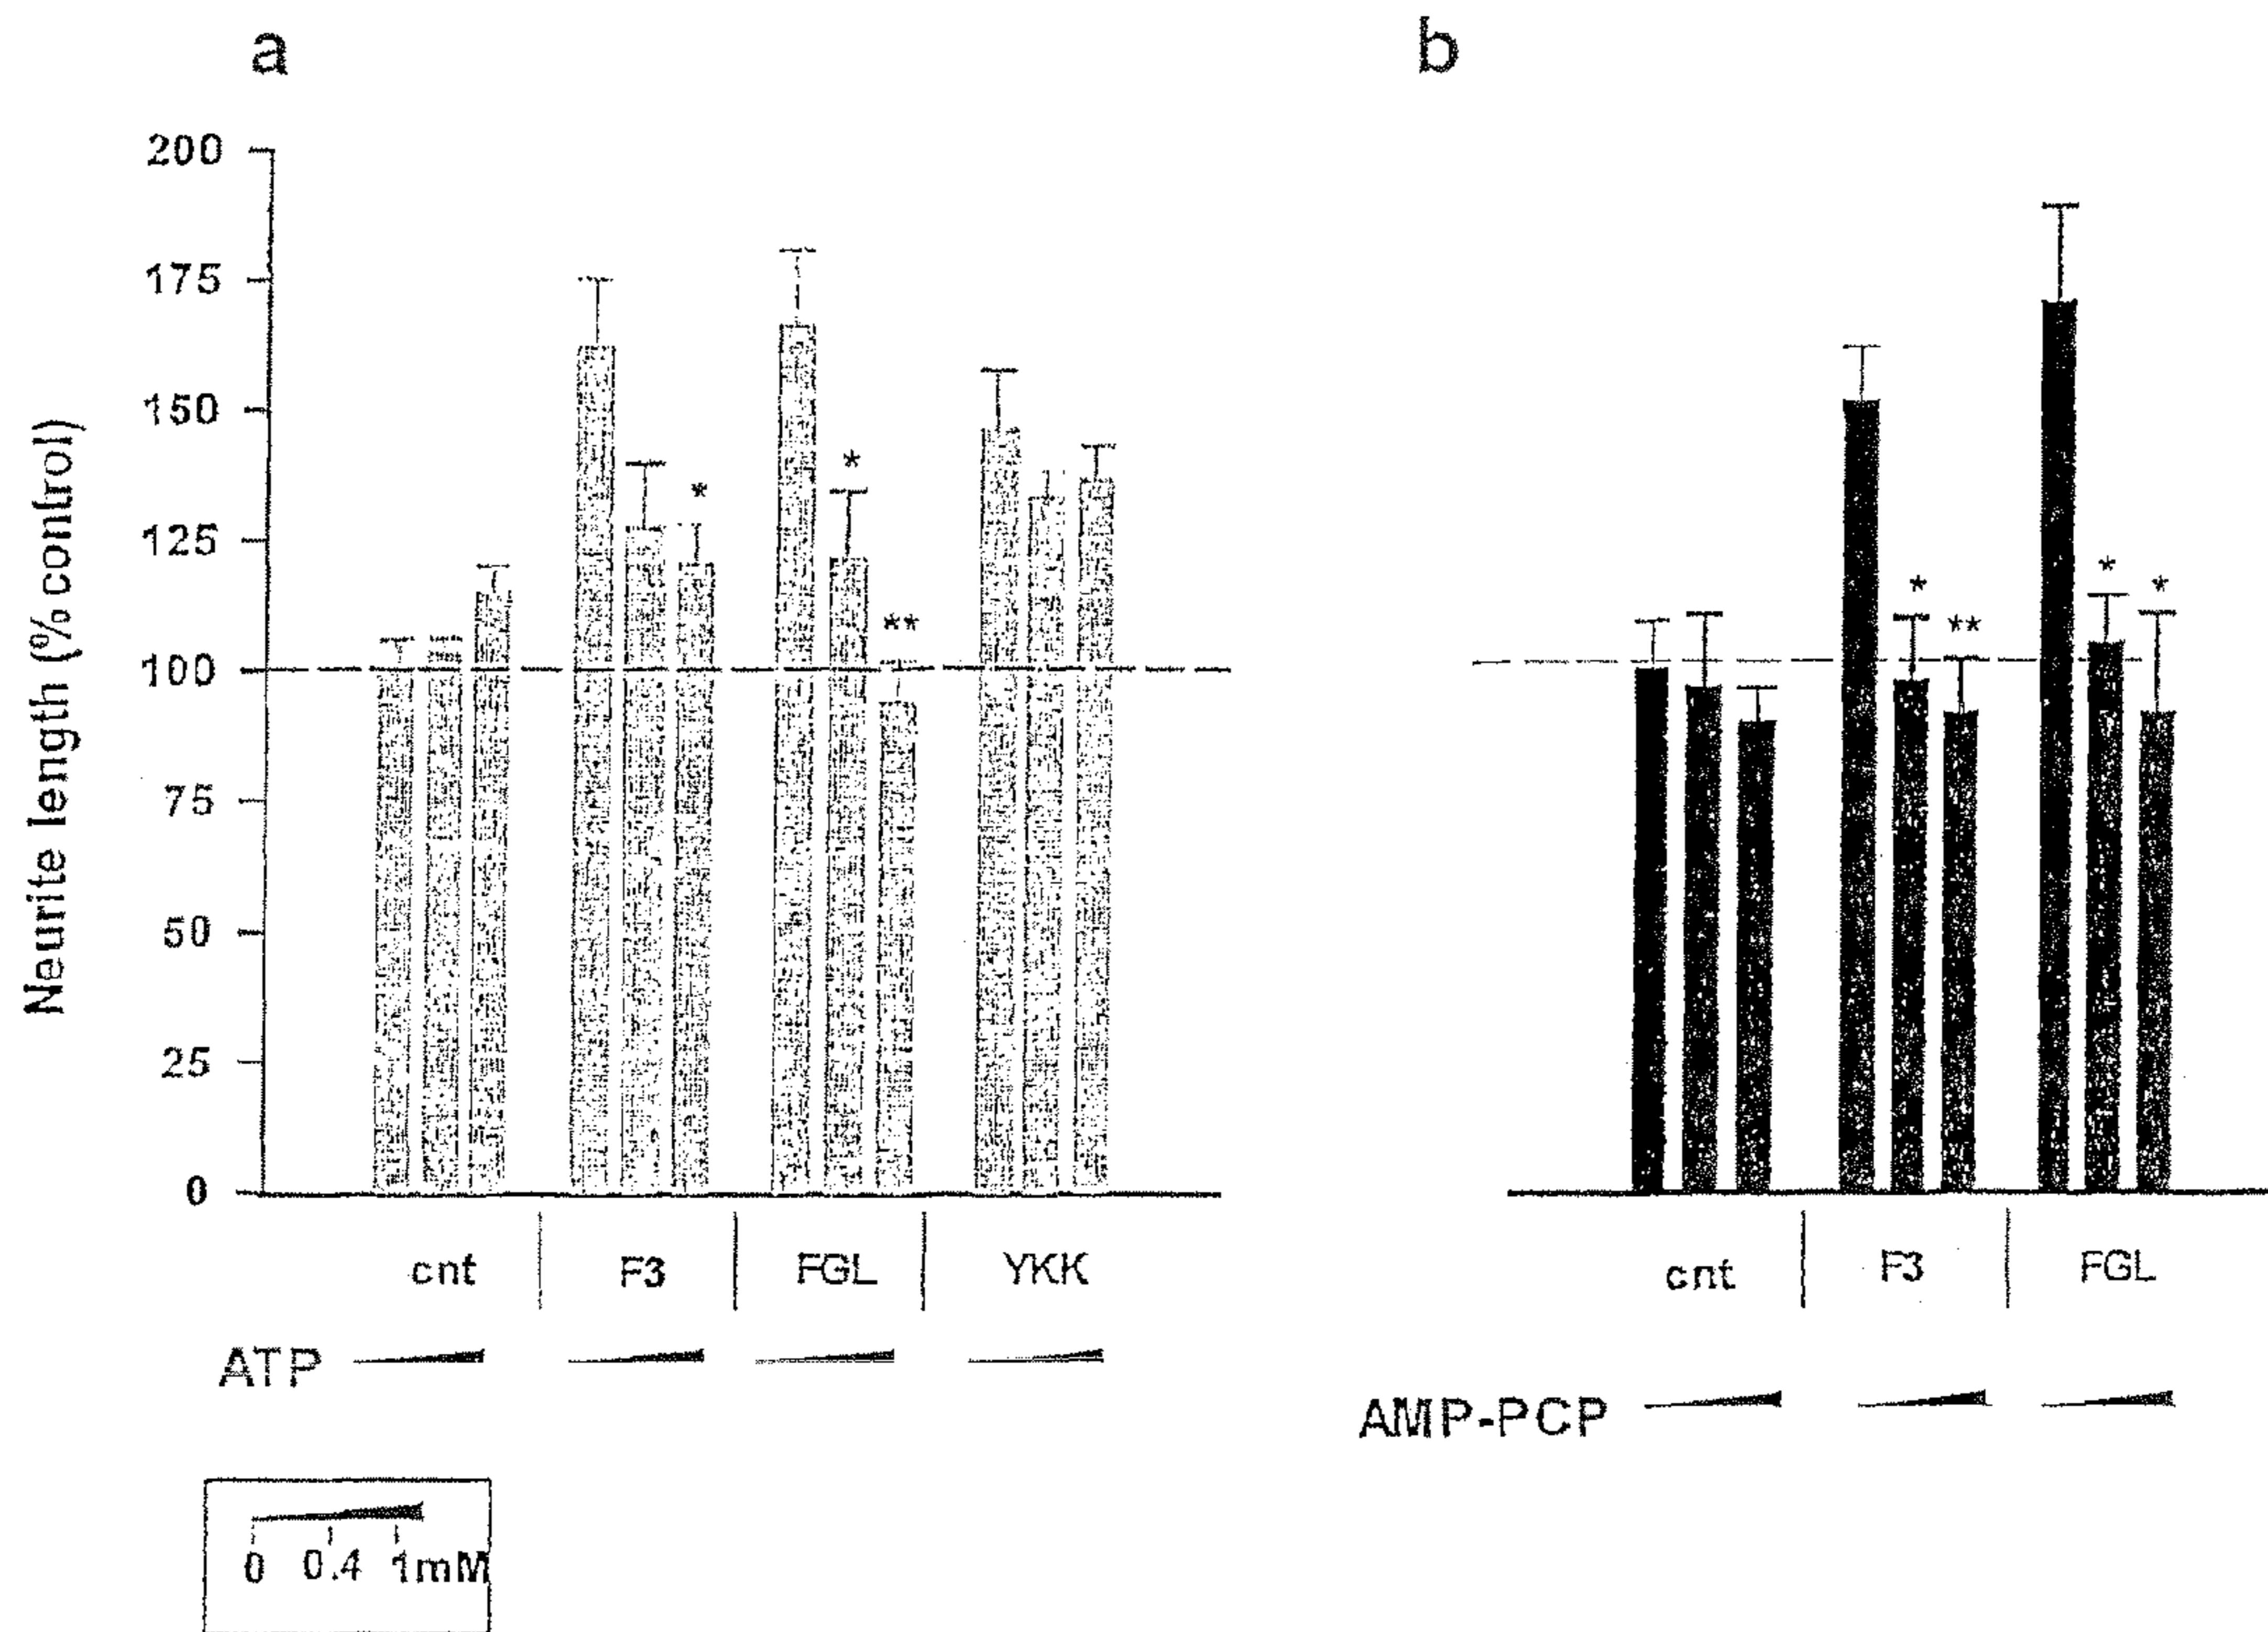 a
b
Neurite length (% control)
200
175
150
125
100
75
50
25
0
*
*
**
*
**
*
*
cnt
F3
FGL
YKK
cnt
F3
FGL
ATP
AMP-PCP
0 0.4 1mM